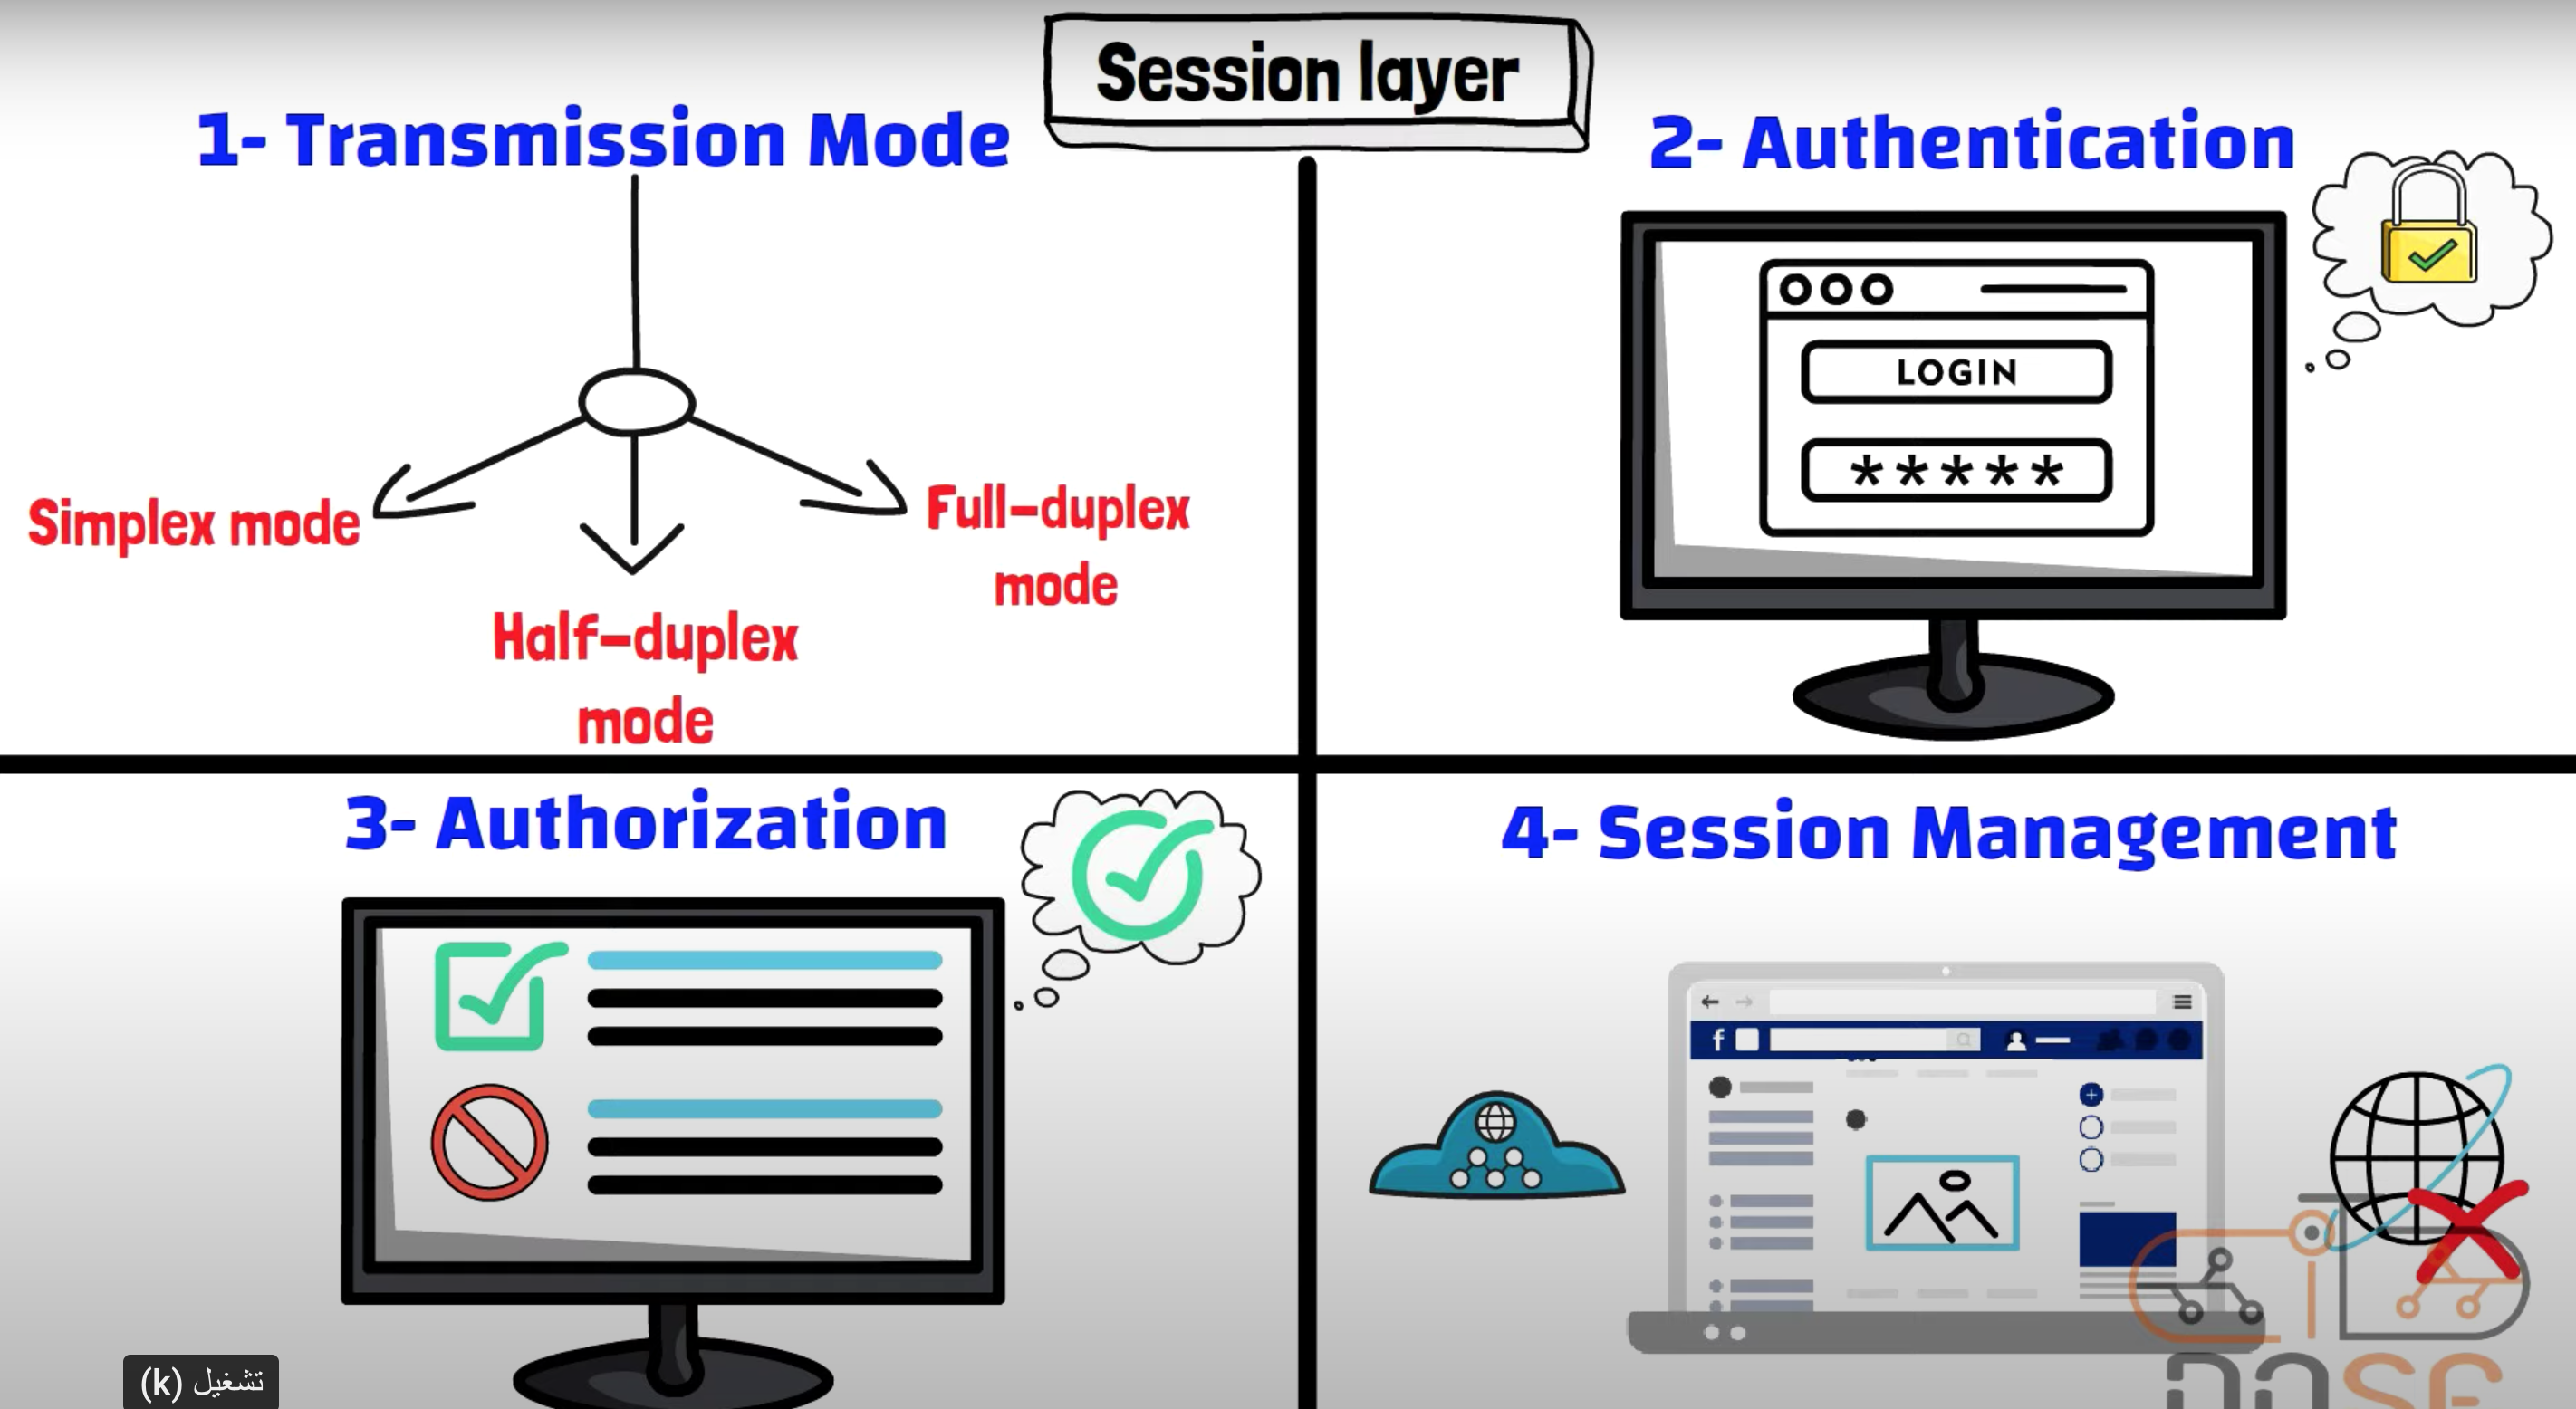 Session layer
1- Transmission Mode
Simplex mode
Half-duplex
mode
Full-duplex
mode
2- Authentication
LOGIN
*****
3- Authorization
4- Session Management
f
تشغيل (k)